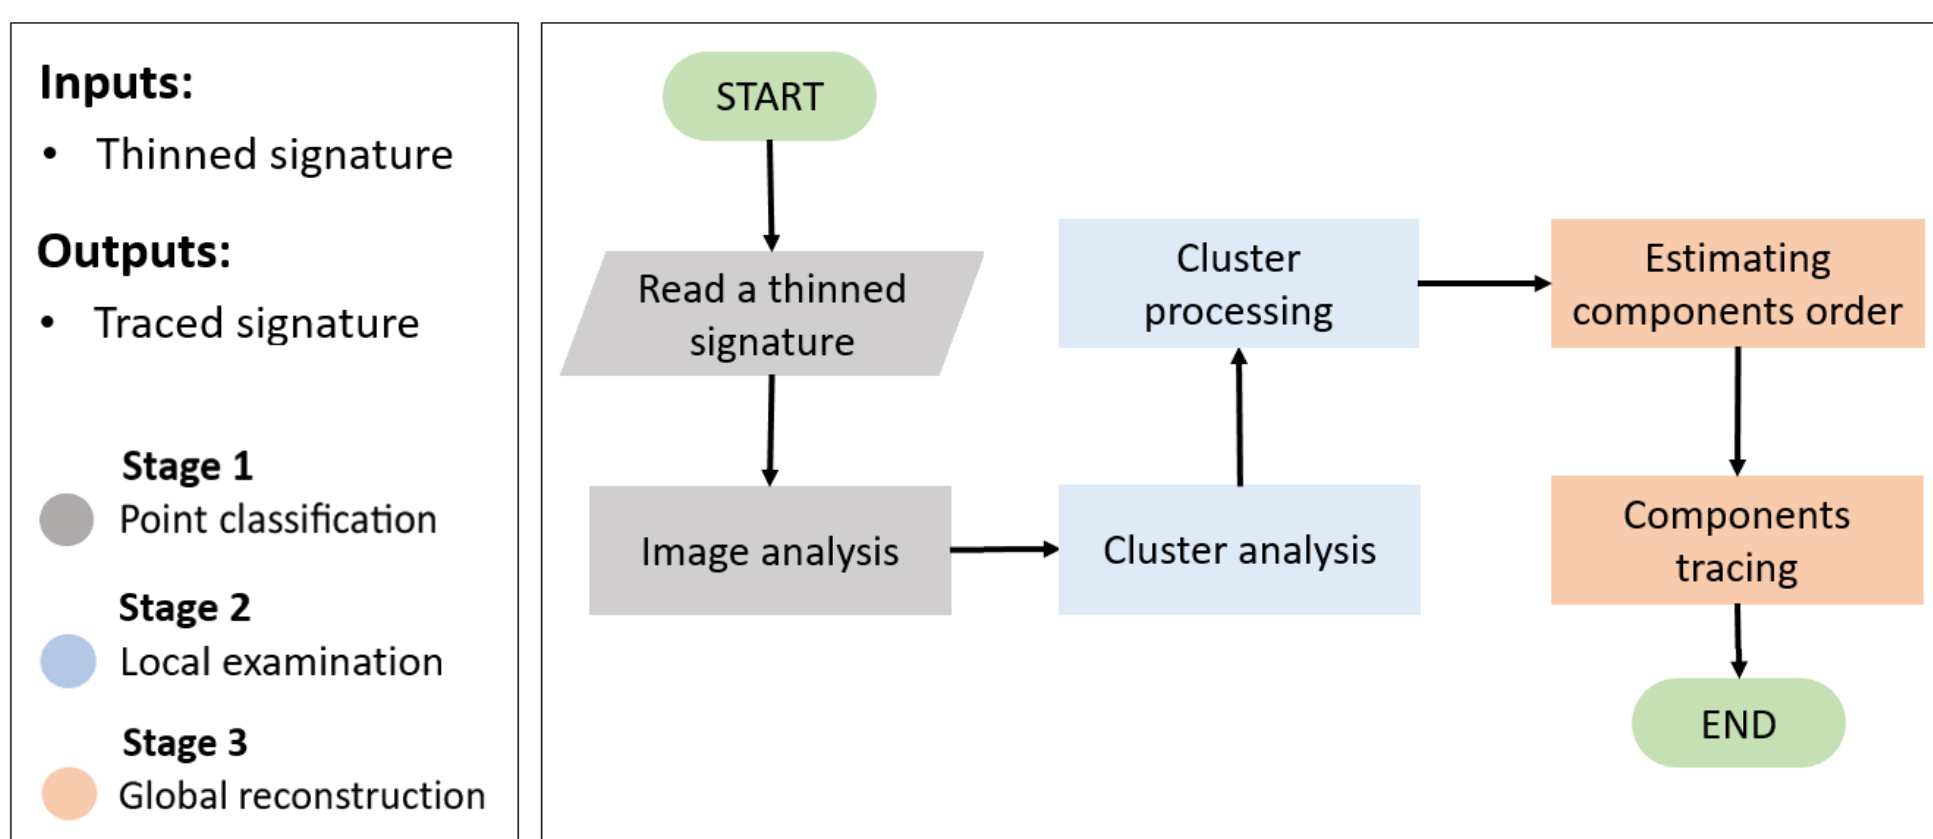 Inputs:
• Thinned signature
Outputs:
• Traced signature
Stage 1
Point classification
Stage 2
Local examination
Stage 3
Global reconstruction
START
Read a thinned
signature
Image analysis
Cluster analysis
Cluster
processing
Estimating
components order
Components
tracing
END